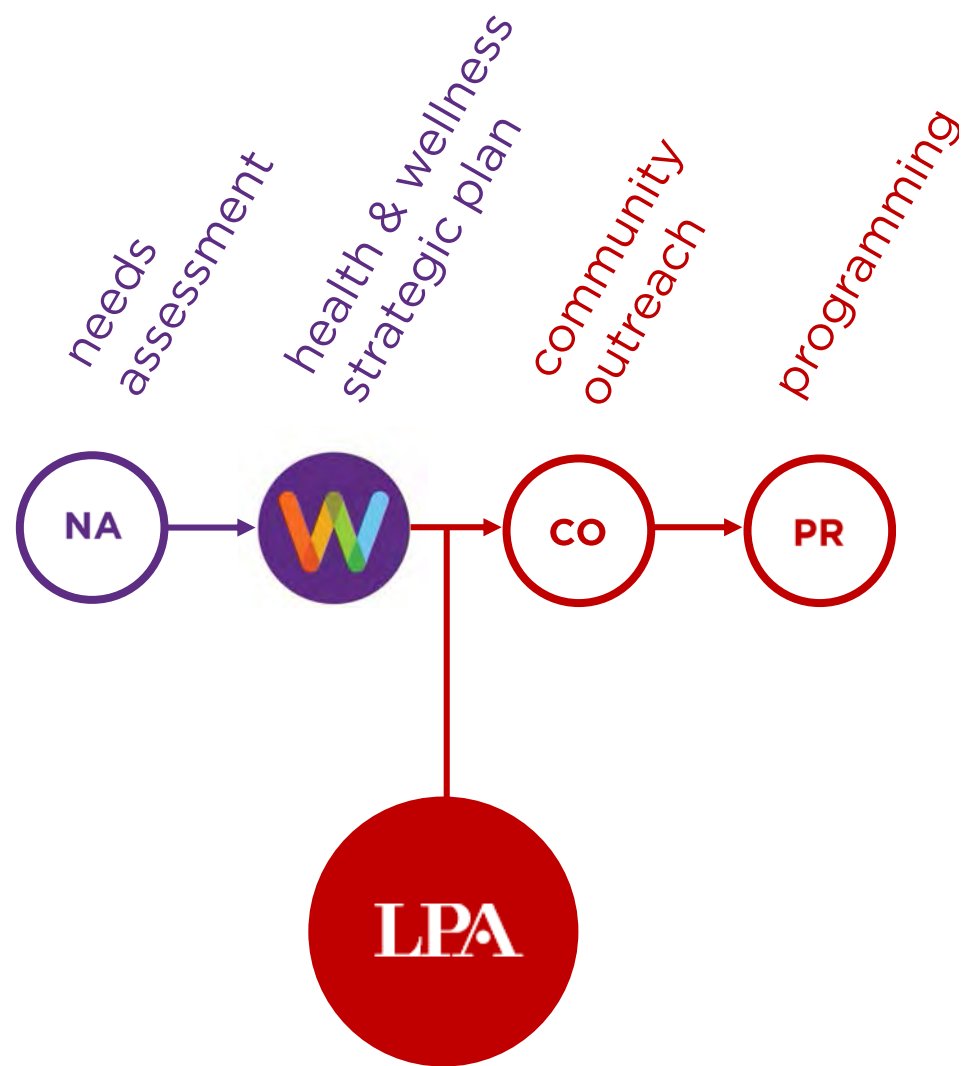 needs
assessment
health & wellness
strategic plan
community
outreach
programming
NA
W
CO
PR
LPA